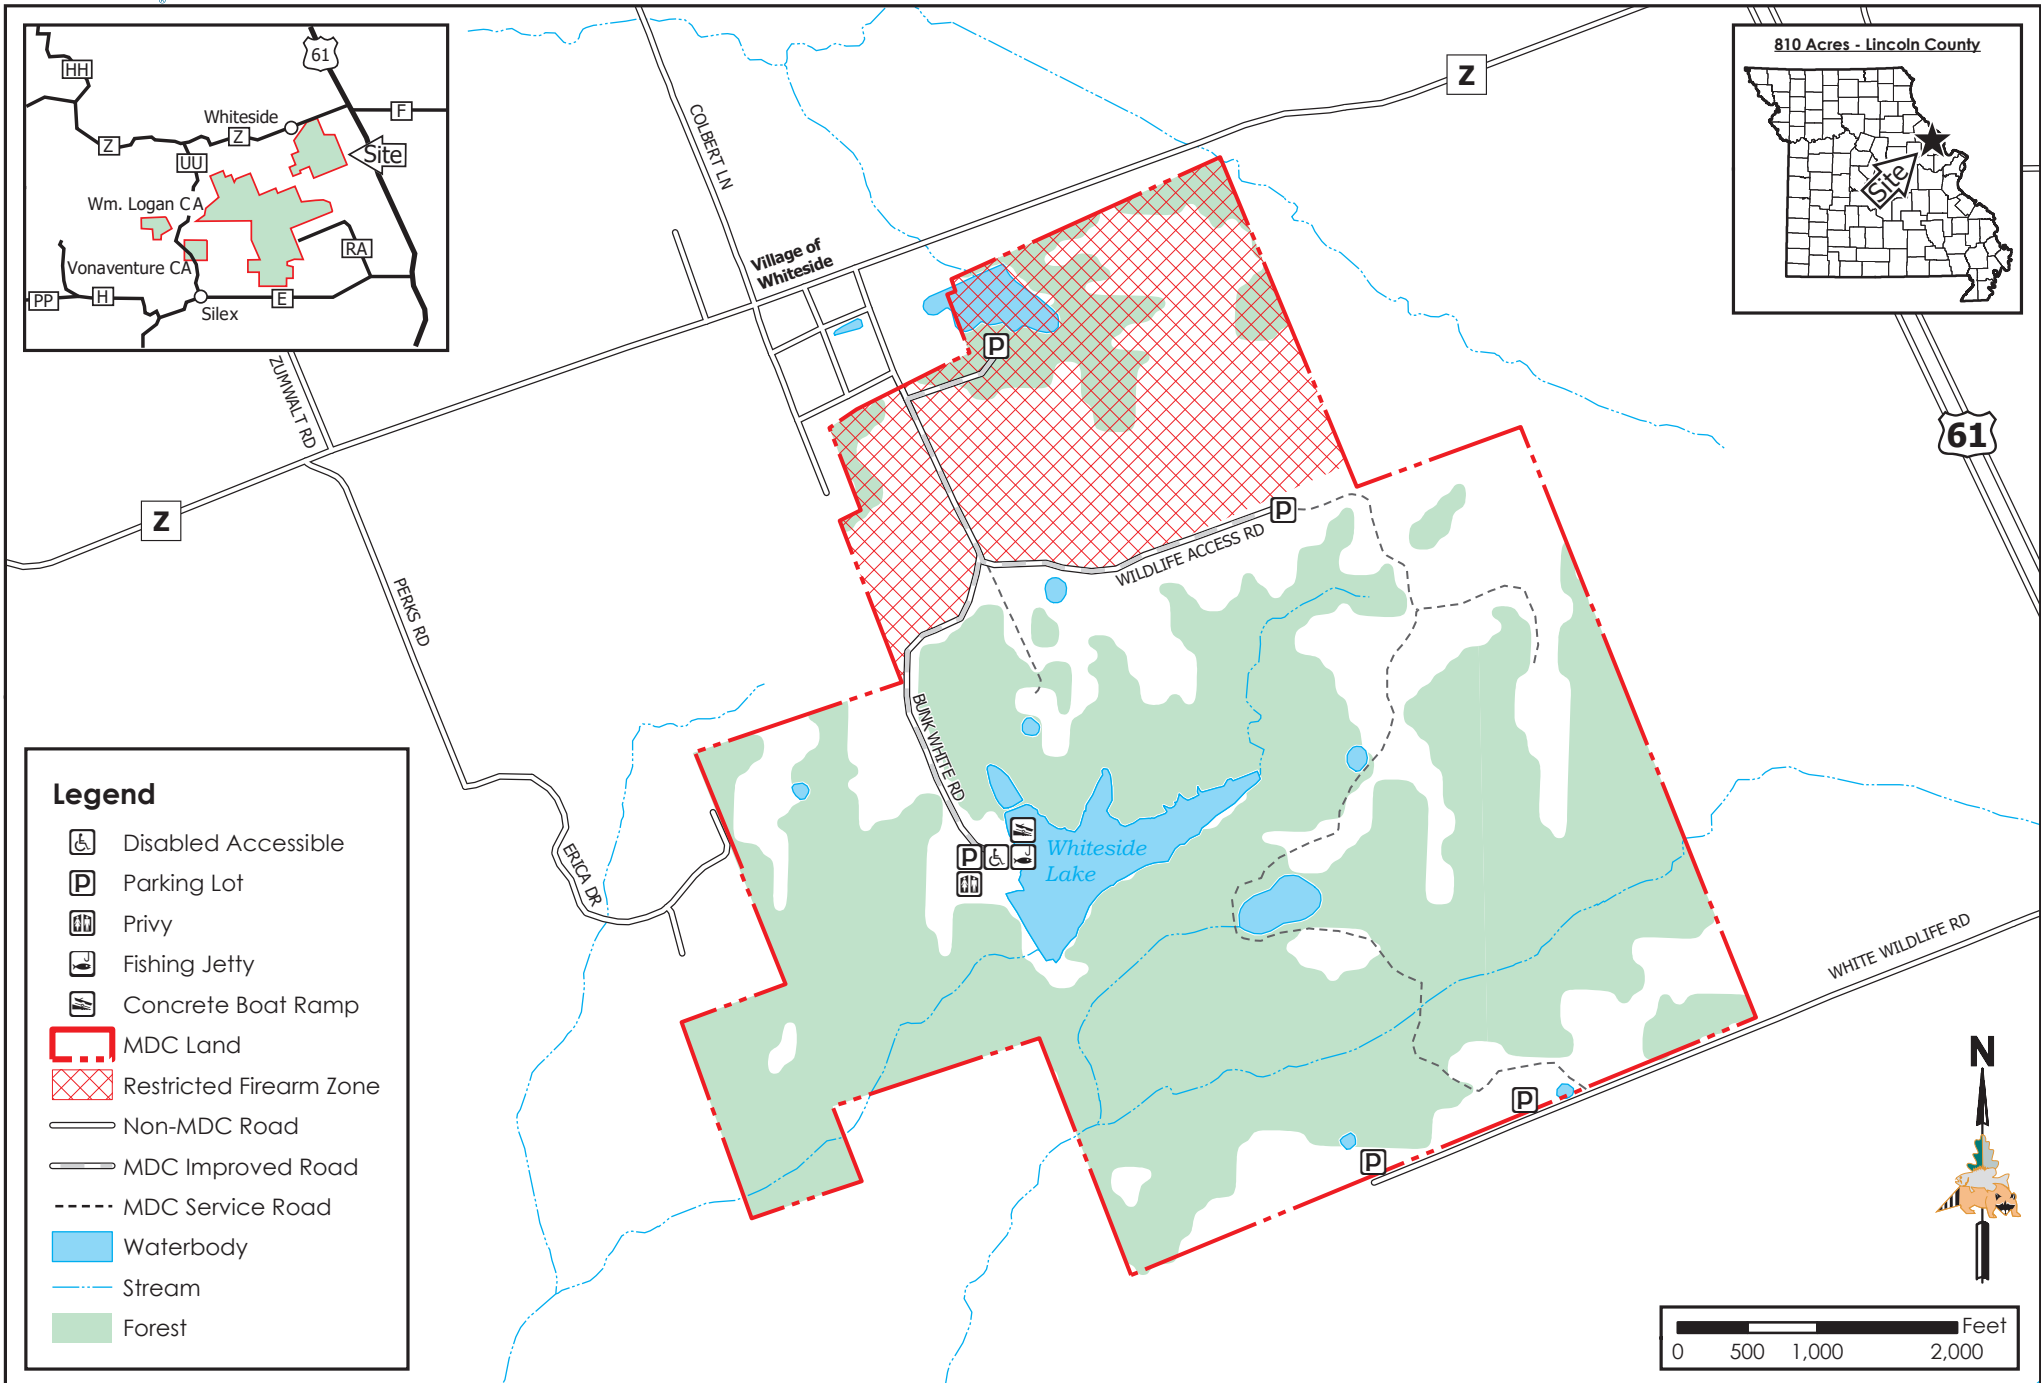 61
HH
Whiteside
F
Z
Z
Site
UU
Wm. Logan CA
RA
Vonaventure CA
PP
H
E
Silex
810 Acres - Lincoln County
Site
Z
COLBERT LN
Village of
Whiteside
P
ZUMWALT RD
61
Z
P
WILDLIFE ACCESS RD
PERKS RD
BUNK WHITE RD
Whiteside
Lake
P
ERICA DR
WHITE WILDLIFE RD
P
P
Legend
Disabled Accessible
P Parking Lot
Privy
Fishing Jetty
Concrete Boat Ramp
MDC Land
Restricted Firearm Zone
Non-MDC Road
MDC Improved Road
MDC Service Road
Waterbody
Stream
Forest
N
Feet
0 500 1,000 2,000